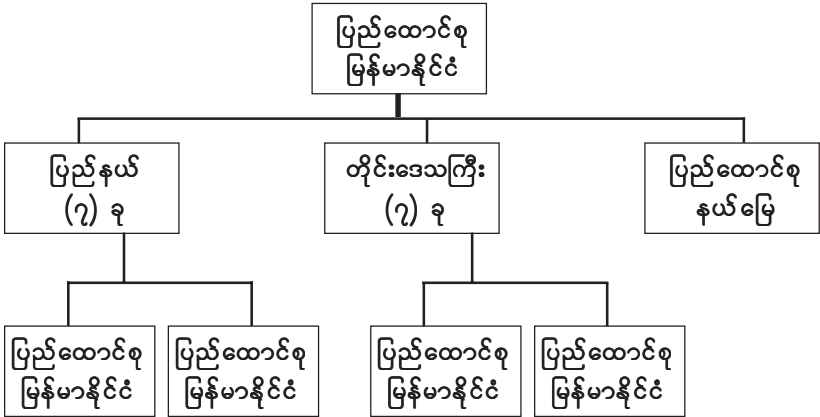 ပြည်ထောင်စု
မြန်မာနိုင်ငံ
ပြည်နယ်
(၇) ခု
တိုင်းဒေသကြီး
(၇) ခု
ပြည်ထောင်စု
နယ်မြေ
ပြည်ထောင်စု
မြန်မာနိုင်ငံ
ပြည်ထောင်စု
မြန်မာနိုင်ငံ
ပြည်ထောင်စု
မြန်မာနိုင်ငံ
ပြည်ထောင်စု
မြန်မာနိုင်ငံ